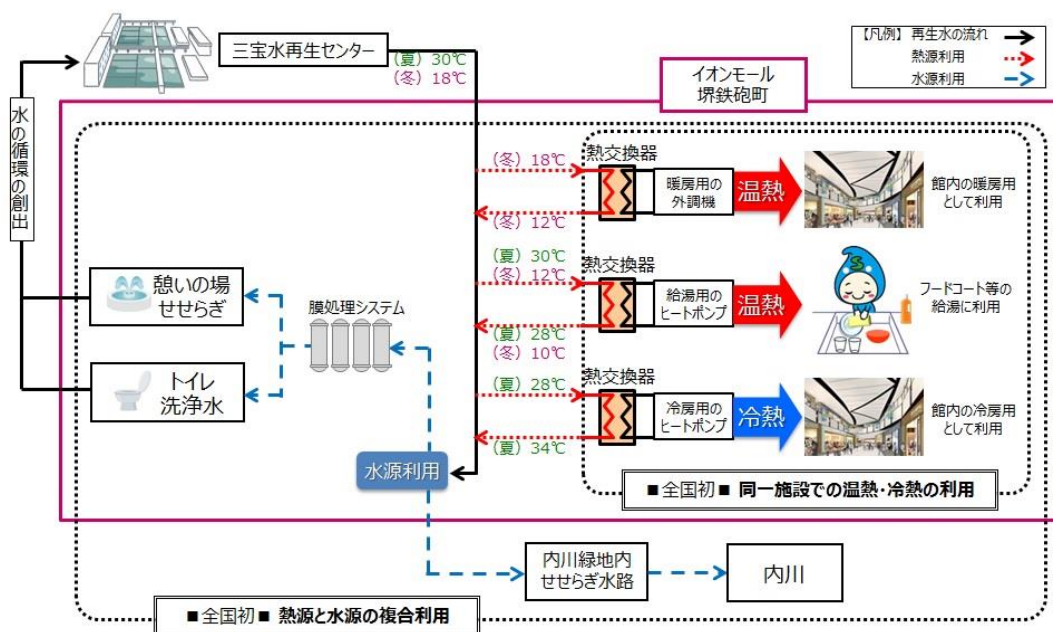 三宝水再生センター
(夏) 30℃
(冬) 18℃
【凡例】 再生水の流れ
熱源利用
水源利用
イオンモール
堺鉄砲町
水の循環の創出
(冬) 18℃
(冬) 12℃
熱交換器
暖房用の
外調機
温熱
館内の暖房用
として利用
(夏) 30℃
(冬) 12℃
(夏) 28℃
(冬) 10℃
熱交換器
給湯用の
ヒートポンプ
温熱
S
フードコート等の
給湯に利用
(夏) 28℃
(夏) 34℃
熱交換器
冷房用の
ヒートポンプ
冷熱
館内の冷房用
として利用
憩いの場
せせらぎ
膜処理システム
トイレ
洗浄水
水源利用
■全国初■ 同一施設での温熱・冷熱の利用
内川緑地内
せせらぎ水路
内川
■全国初■ 熱源と水源の複合利用